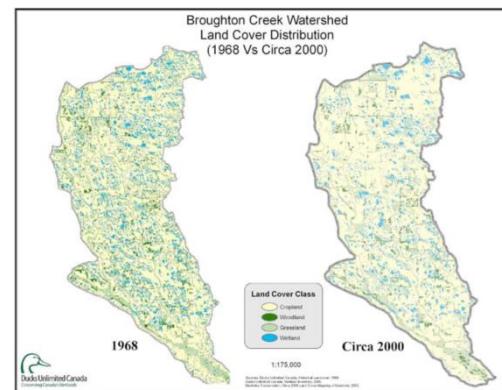 Broughton Creek Watershed
Land Cover Distribution
(1968 Vs Circa 2000)
Land Cover Class
Cropland
Woodland
Grassland
Wetland
1968
Circa 2000
1:175,000
Ducks Unlimited Canada